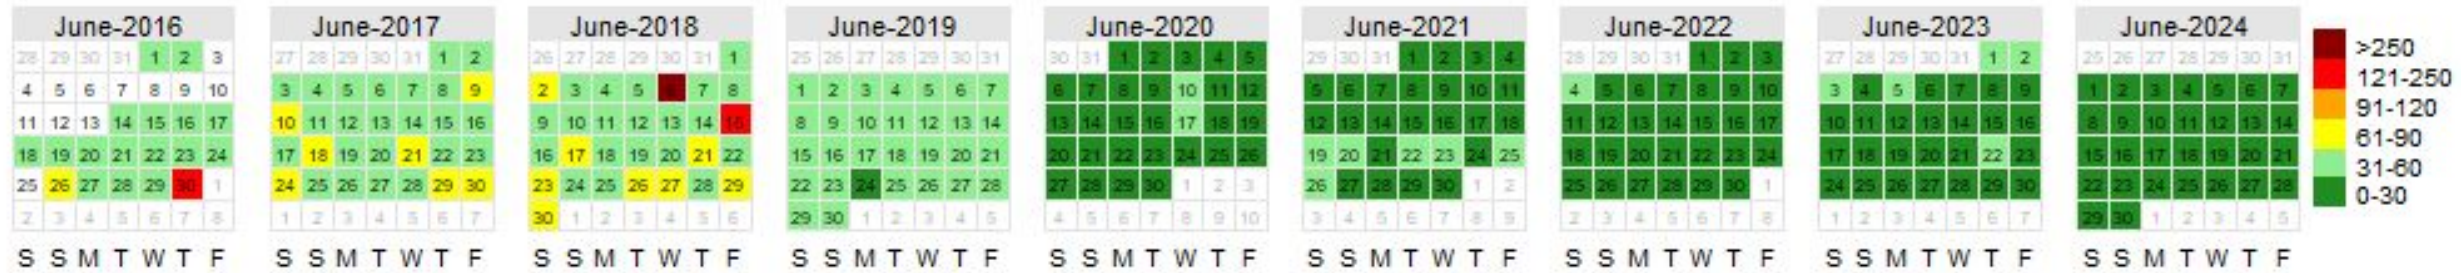 June-2016
28 29 30 31 1 2 3
4 5 6 7 8 9 10
11 12 13 14 15 16 17
18 19 20 21 22 23 24
25 26 27 28 29 30 1
2 3 4 5 6 7 8
S S M T W T F
June-2017
27 28 29 30 31 1 2
3 4 5 6 7 8 9
10 11 12 13 14 15 16
17 18 19 20 21 22 23
24 25 26 27 28 29 30
1 2 3 4 5 6 7
S S M T W T F
June-2018
26 27 28 29 30 31 1
2 3 4 5 6 7 8
9 10 11 12 13 14 15
16 17 18 19 20 21 22
23 24 25 26 27 28 29
30 1 2 3 4 5 6
S S M T W T F
June-2019
25 26 27 28 29 30 31
1 2 3 4 5 6 7
8 9 10 11 12 13 14
15 16 17 18 19 20 21
22 23 24 25 26 27 28
29 30 1 2 3 4 5
S S M T W T F
June-2020
30 31 1 2 3 4 5
6 7 8 9 10 11 12
13 14 15 16 17 18 19
20 21 22 23 24 25 26
27 28 29 30 1 2 3
4 5 6 7 8 9 10
S S M T W T F
June-2021
29 30 31 1 2 3 4
5 6 7 8 9 10 11
12 13 14 15 16 17 18
19 20 21 22 23 24 25
26 27 28 29 30 1 2
3 4 5 6 7 8 9
S S M T W T F
June-2022
28 29 30 31 1 2 3
4 5 6 7 8 9 10
11 12 13 14 15 16 17
18 19 20 21 22 23 24
25 26 27 28 29 30 1
2 3 4 5 6 7 8
S S M T W T F
June-2023
27 28 29 30 31 1 2
3 4 5 6 7 8 9
10 11 12 13 14 15 16
17 18 19 20 21 22 23
24 25 26 27 28 29 30
1 2 3 4 5 6 7
S S M T W T F
June-2024
25 26 27 28 29 30 31
1 2 3 4 5 6 7
8 9 10 11 12 13 14
15 16 17 18 19 20 21
22 23 24 25 26 27 28
29 30 1 2 3 4 5
S S M T W T F
>250
121-250
91-120
61-90
31-60
0-30